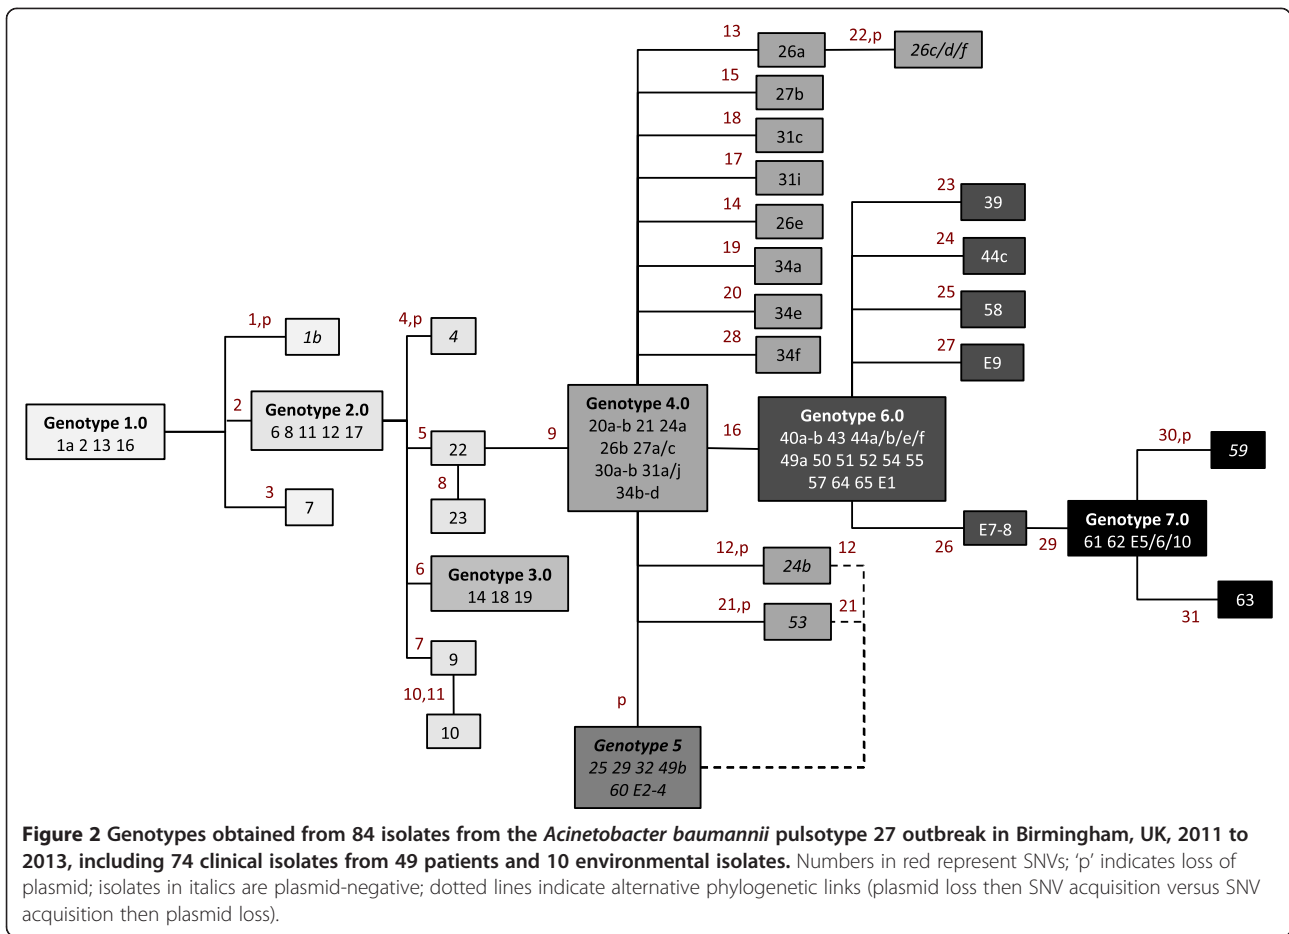 13
26a
22,p
26c/d/f
15
27b
18
31c
17
31i
14
26e
19
34a
20
34e
28
34f
23
39
24
44c
25
58
27
E9
1,p
1b
4,p
4
Genotype 1.0
1a 2 13 16
2
Genotype 2.0
6 8 11 12 17
3
7
5
22
8
23
6
Genotype 3.0
14 18 19
7
9
10,11
10
9
Genotype 4.0
20a-b 21 24a
26b 27a/c
30a-b 31a/j
34b-d
16
Genotype 6.0
40a-b 43 44a/b/e/f
49a 50 51 52 54 55
57 64 65 E1
26
E7-8
29
Genotype 7.0
61 62 E5/6/10
30,p
59
31
63
12,p
24b
12
21,p
53
21
p
Genotype 5
25 29 32 49b
60 E2-4
Figure 2 Genotypes obtained from 84 isolates from the Acinetobacter baumannii pulsotype 27 outbreak in Birmingham, UK, 2011 to
2013, including 74 clinical isolates from 49 patients and 10 environmental isolates. Numbers in red represent SNVs; ‘p’ indicates loss of
plasmid; isolates in italics are plasmid-negative; dotted lines indicate alternative phylogenetic links (plasmid loss then SNV acquisition versus SNV
acquisition then plasmid loss).